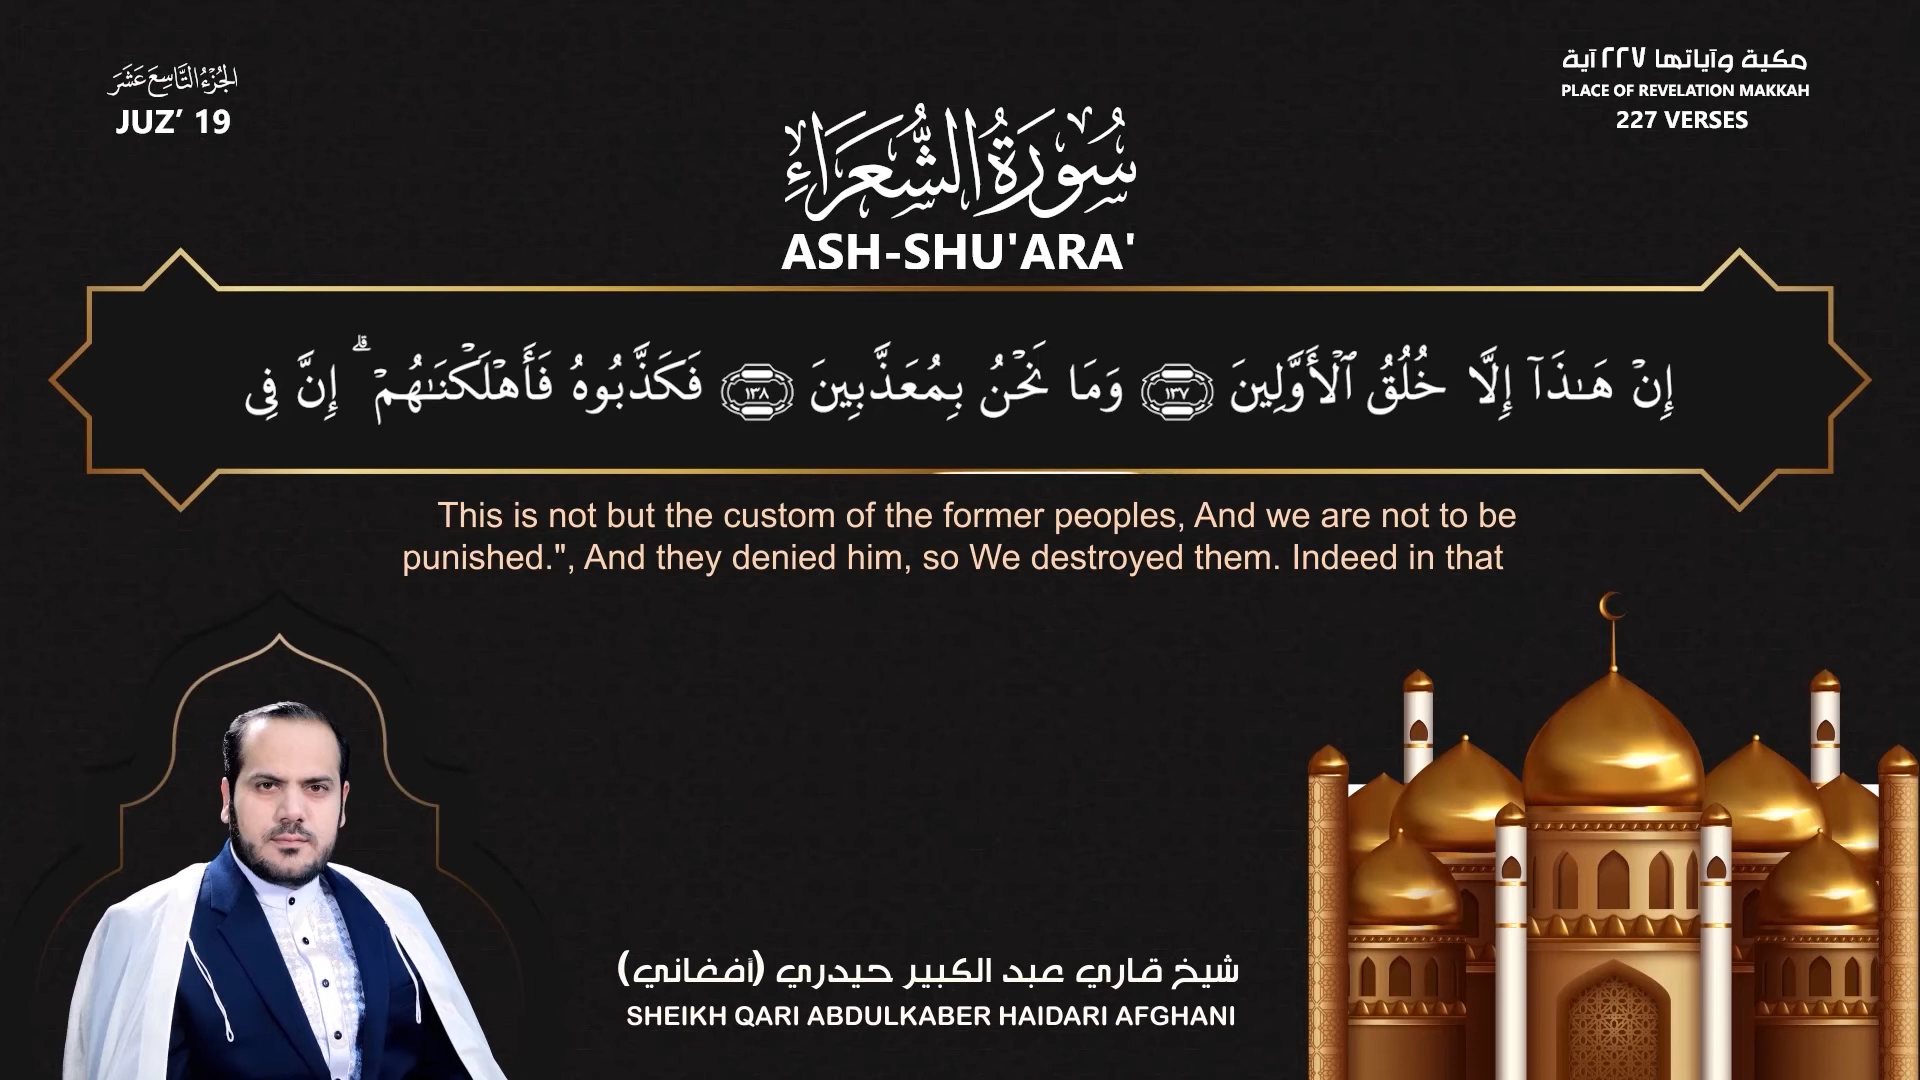 الجُزْءُ التَّاسِعَ عَشَرَ
JUZ’ 19
مكية وآياتها ٢٢٧ آية
PLACE OF REVELATION MAKKAH
227 VERSES
سُورَةُ الشُّعَرَاءِ
ASH-SHU'ARA'
إِنْ هَـٰذَآ إِلَّا خُلُقُ ٱلْأَوَّلِينَ ١٣٧ وَمَا نَحْنُ بِمُعَذَّبِينَ ١٣٨ فَكَذَّبُوهُ فَأَهْلَكْنَـٰهُمْ ۗ إِنَّ فِى
This is not but the custom of the former peoples, And we are not to be
punished.", And they denied him, so We destroyed them. Indeed in that
شيخ قاري عبد الكبير حيدري (أفغاني)
SHEIKH QARI ABDULKABER HAIDARI AFGHANI